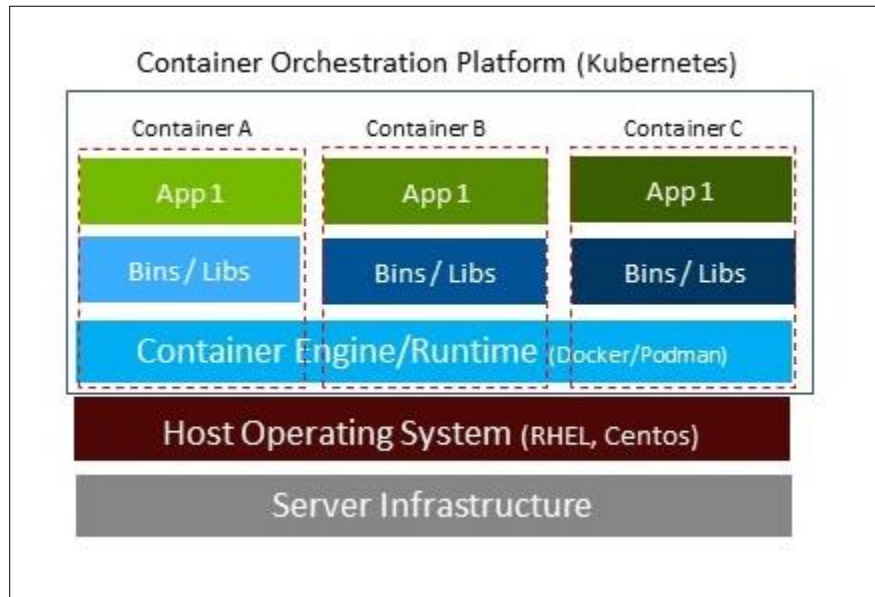 Container Orchestration Platform (Kubernetes)
Container A
Container B
Container C
App 1
App 1
App 1
Bins / Libs
Bins / Libs
Bins / Libs
Container Engine/Runtime (Docker/Podman)
Host Operating System (RHEL, Centos)
Server Infrastructure